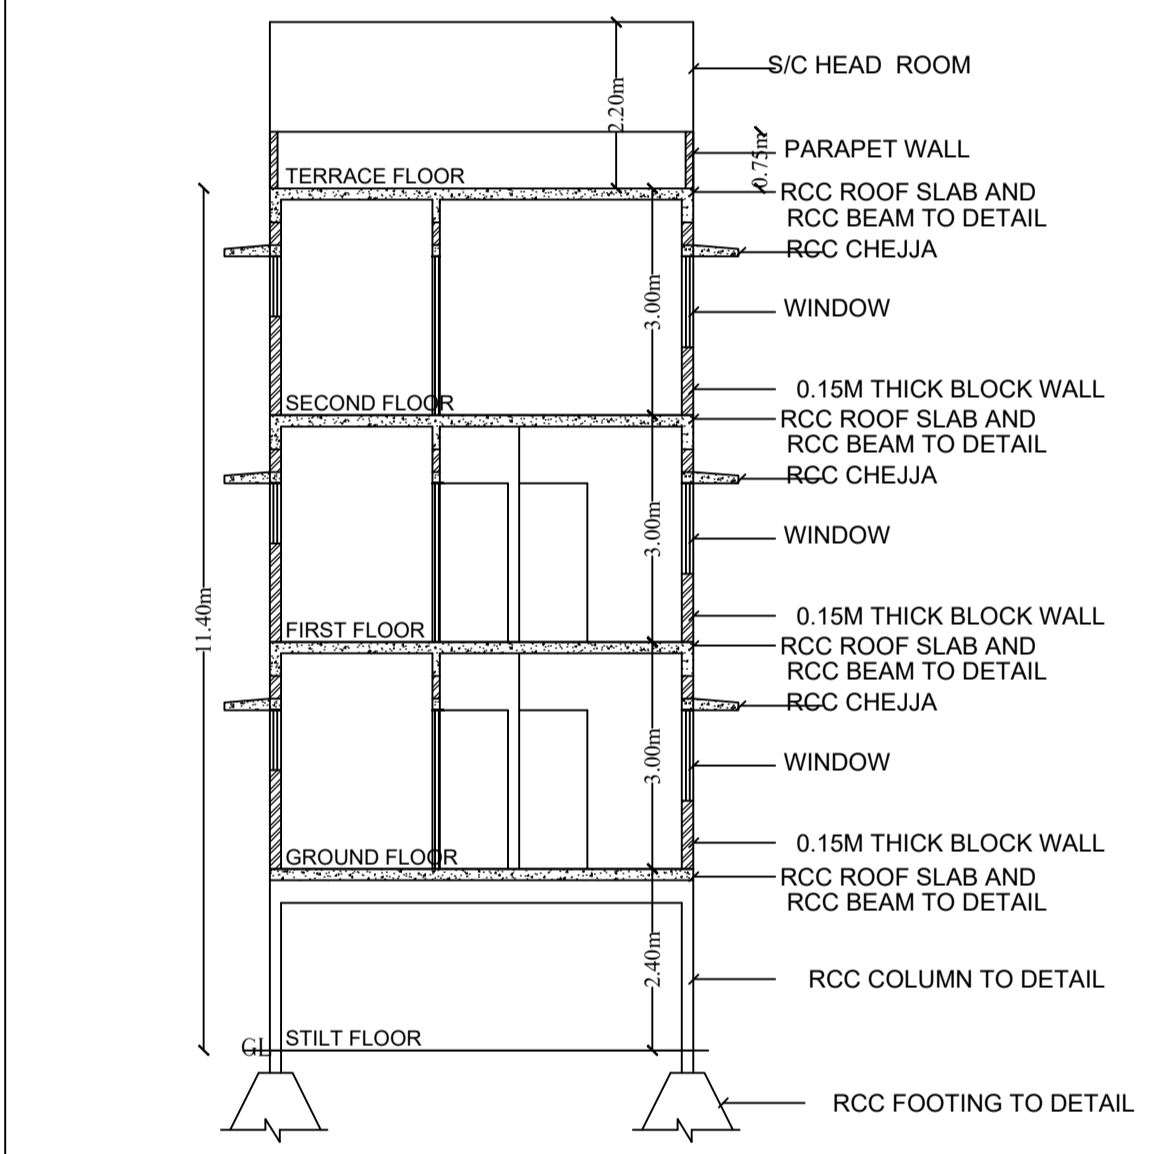 S/C HEAD ROOM
2.20m
PARAPET WALL
0.75m
TERRACE FLOOR
RCC ROOF SLAB AND
RCC BEAM TO DETAIL
RCC CHEJJA
WINDOW
3.00m
0.15M THICK BLOCK WALL
SECOND FLOOR
RCC ROOF SLAB AND
RCC BEAM TO DETAIL
RCC CHEJJA
WINDOW
3.00m
11.40m
0.15M THICK BLOCK WALL
FIRST FLOOR
RCC ROOF SLAB AND
RCC BEAM TO DETAIL
RCC CHEJJA
WINDOW
3.00m
0.15M THICK BLOCK WALL
GROUND FLOOR
RCC ROOF SLAB AND
RCC BEAM TO DETAIL
2.40m
RCC COLUMN TO DETAIL
GL
STILT FLOOR
RCC FOOTING TO DETAIL